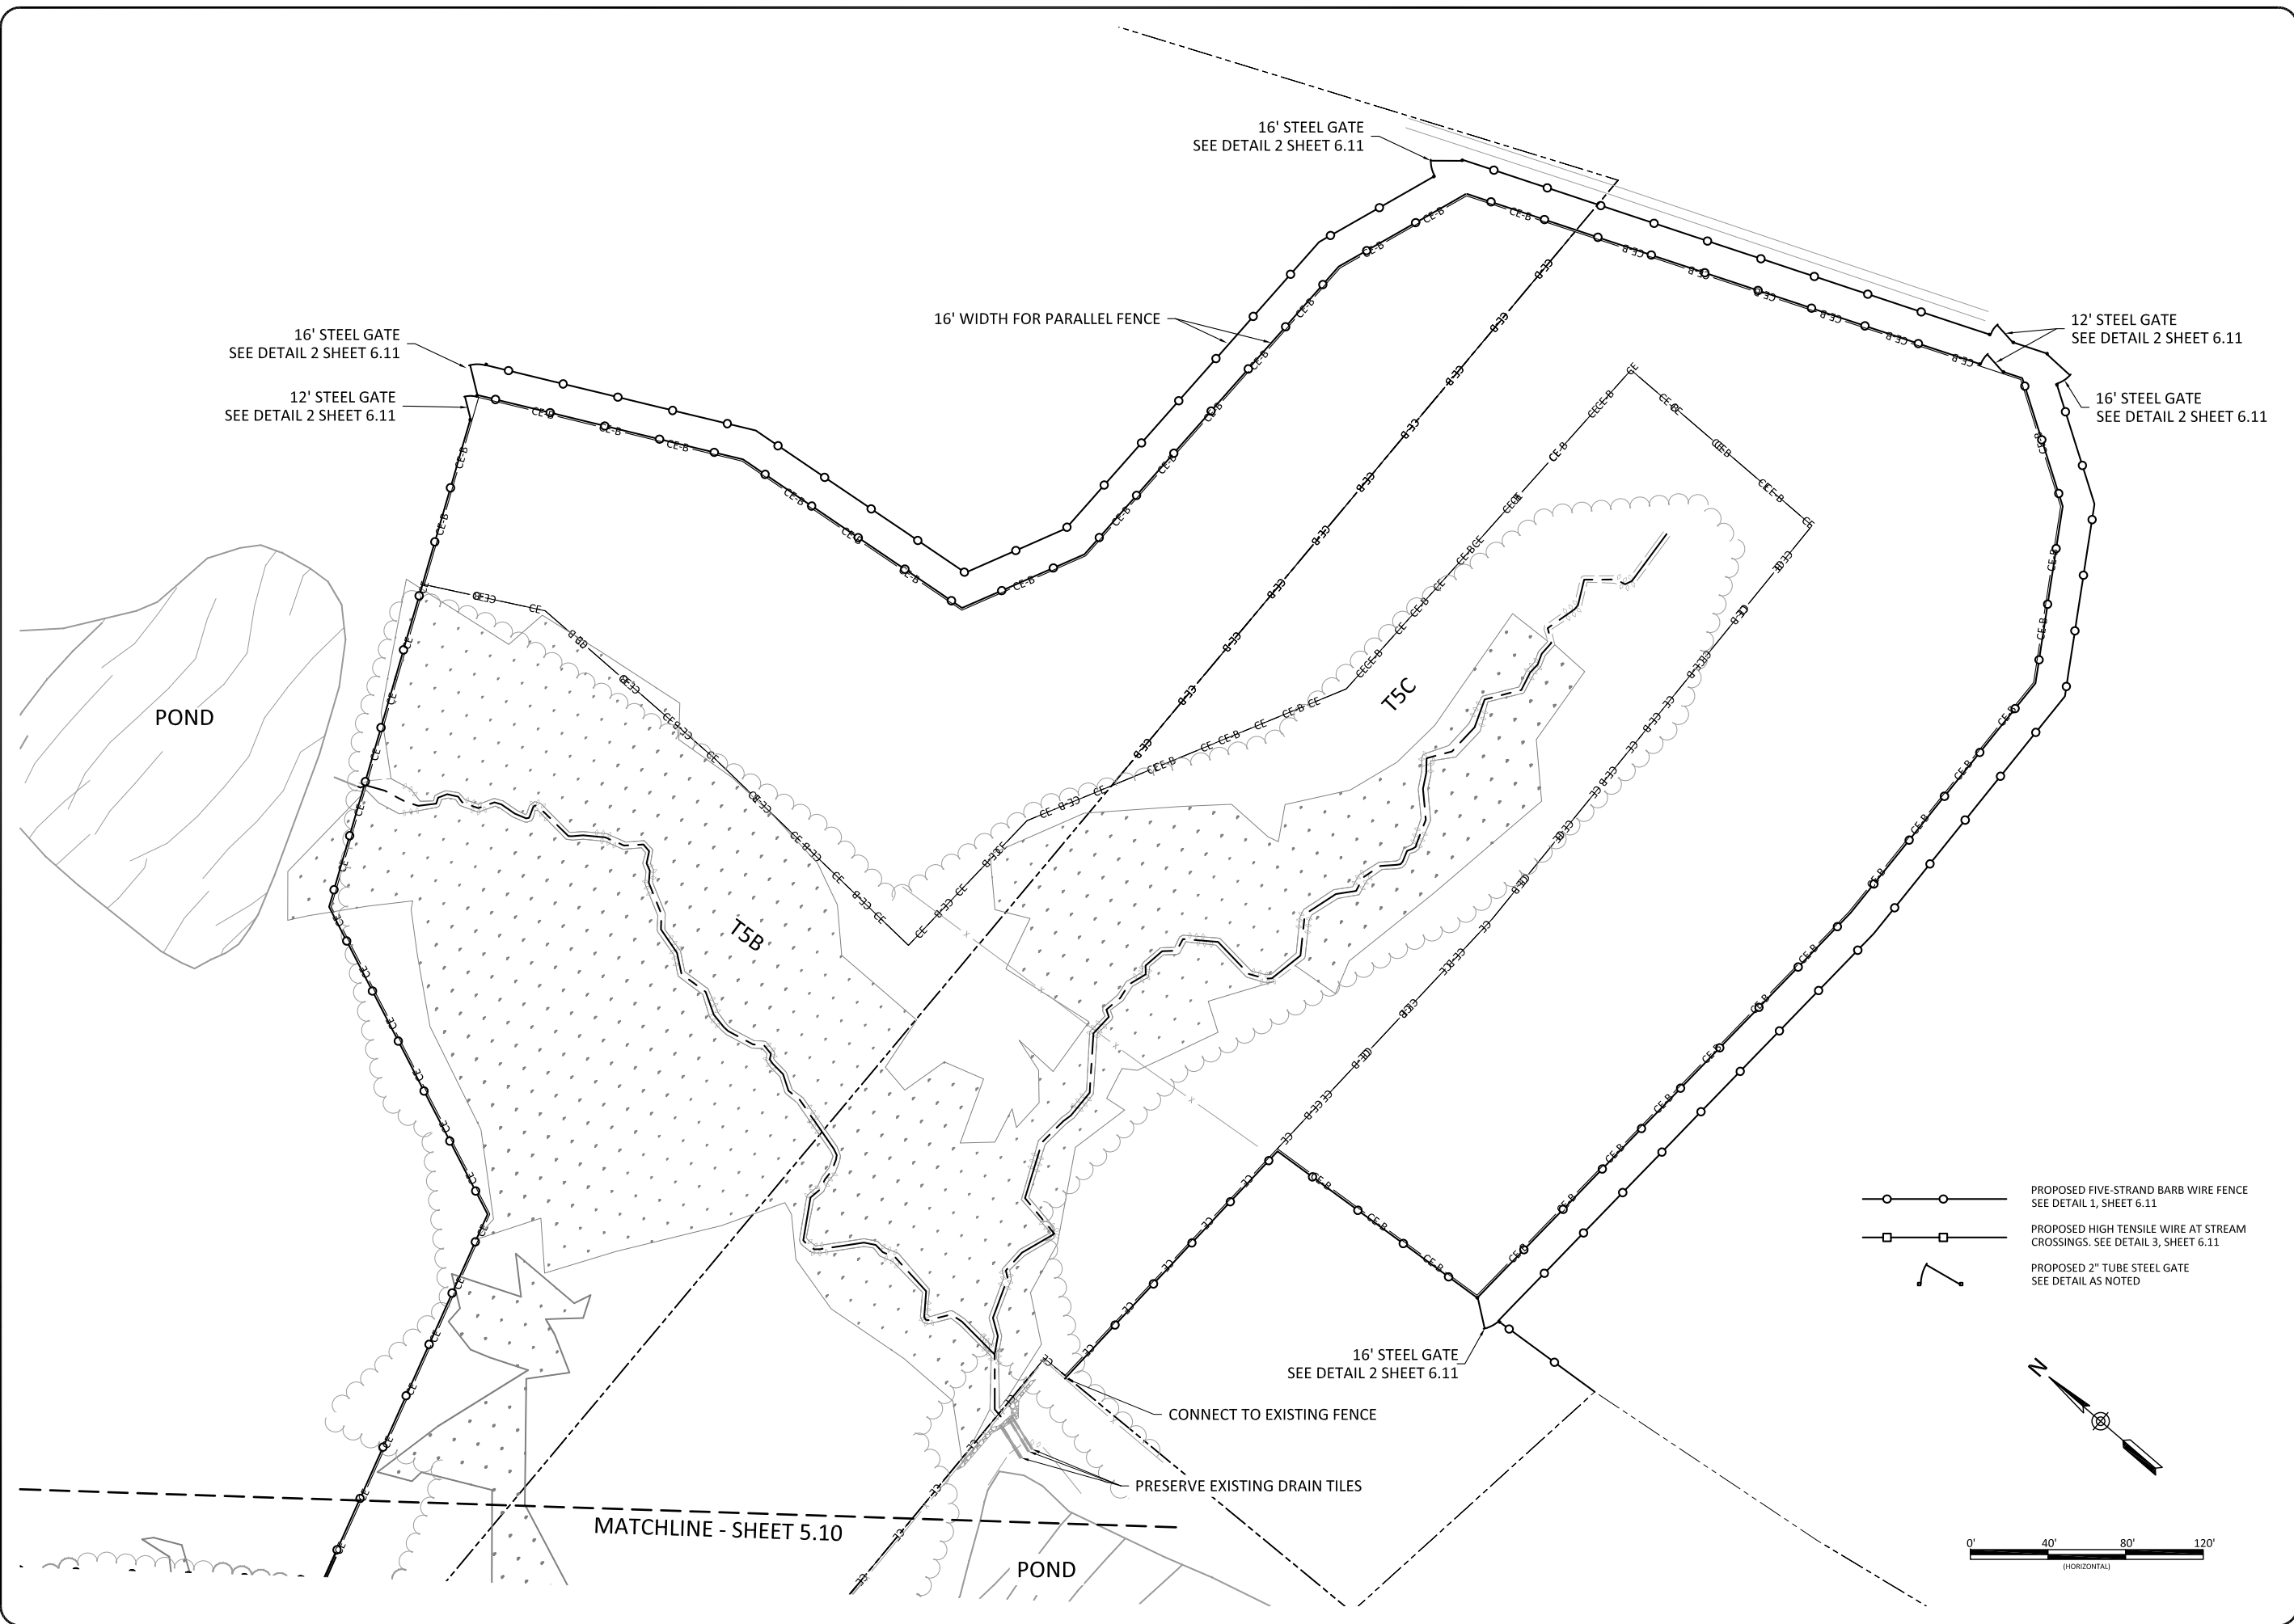 16' STEEL GATE
SEE DETAIL 2 SHEET 6.11
16' STEEL GATE
SEE DETAIL 2 SHEET 6.11
12' STEEL GATE
SEE DETAIL 2 SHEET 6.11
16' WIDTH FOR PARALLEL FENCE
12' STEEL GATE
SEE DETAIL 2 SHEET 6.11
16' STEEL GATE
SEE DETAIL 2 SHEET 6.11
POND
T5C
T5B
CE-B
CE
PROPOSED FIVE-STRAND BARB WIRE FENCE
SEE DETAIL 1, SHEET 6.11
PROPOSED HIGH TENSILE WIRE AT STREAM
CROSSINGS. SEE DETAIL 3, SHEET 6.11
PROPOSED 2" TUBE STEEL GATE
SEE DETAIL AS NOTED
16' STEEL GATE
SEE DETAIL 2 SHEET 6.11
CONNECT TO EXISTING FENCE
PRESERVE EXISTING DRAIN TILES
MATCHLINE - SHEET 5.10
POND
N
0' 40' 80' 120'
(HORIZONTAL)